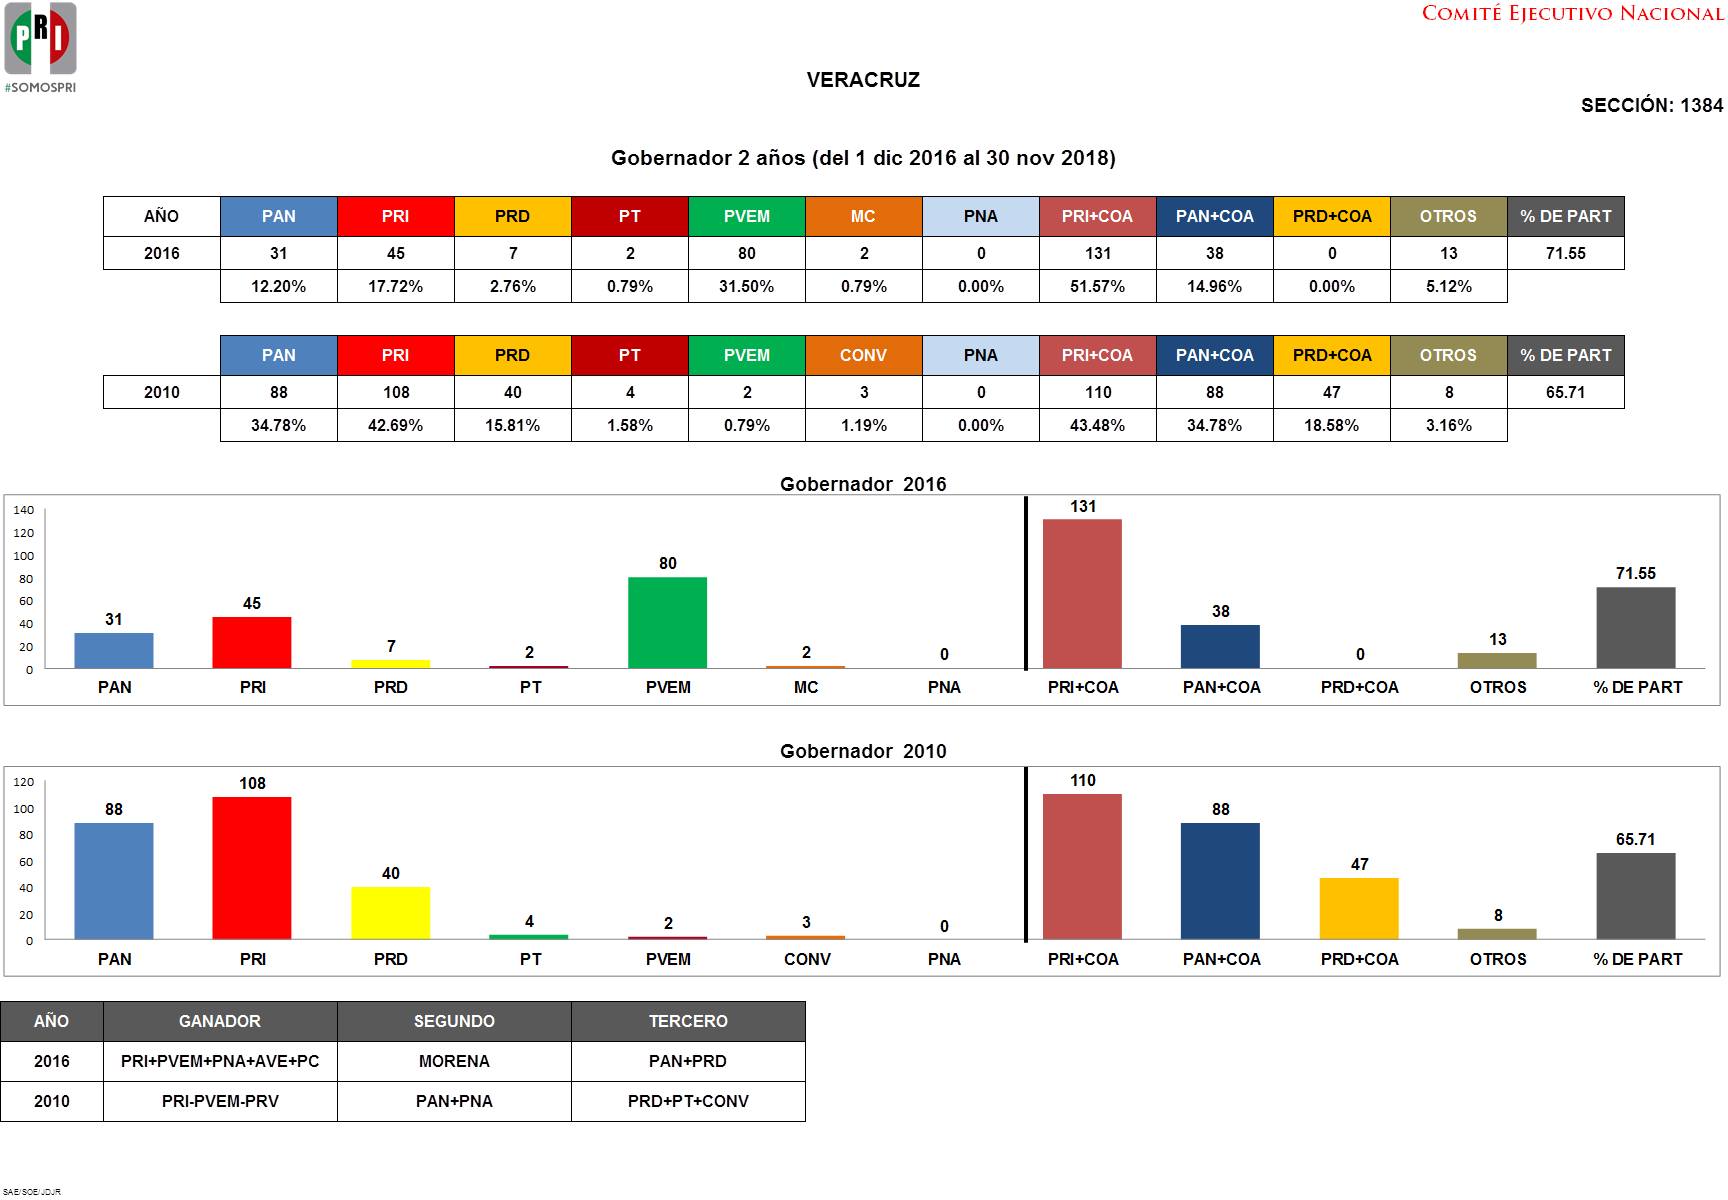 PRI
#SOMOSPRI
COMITÉ EJECUTIVO NACIONAL
VERACRUZ
SECCIÓN: 1384
Gobernador 2 años (del 1 dic 2016 al 30 nov 2018)
AÑO PAN PRI PRD PT PVEM MC PNA PRI+COA PAN+COA PRD+COA OTROS % DE PART
2016 31 45 7 2 80 2 0 131 38 0 13 71.55
12.20% 17.72% 2.76% 0.79% 31.50% 0.79% 0.00% 51.57% 14.96% 0.00% 5.12%
PAN PRI PRD PT PVEM CONV PNA PRI+COA PAN+COA PRD+COA OTROS % DE PART
2010 88 108 40 4 2 3 0 110 88 47 8 65.71
34.78% 42.69% 15.81% 1.58% 0.79% 1.19% 0.00% 43.48% 34.78% 18.58% 3.16%
Gobernador 2016
140
120
100
80
60
40
20
0
31 45 7 2 80 2 0 131 38 0 13 71.55
PAN PRI PRD PT PVEM MC PNA PRI+COA PAN+COA PRD+COA OTROS % DE PART
Gobernador 2010
120
100
80
60
40
20
0
88 108 40 4 2 3 0 110 88 47 8 65.71
PAN PRI PRD PT PVEM CONV PNA PRI+COA PAN+COA PRD+COA OTROS % DE PART
AÑO GANADOR SEGUNDO TERCERO
2016 PRI+PVEM+PNA+AVE+PC MORENA PAN+PRD
2010 PRI-PVEM-PRV PAN+PNA PRD+PT+CONV
SAE/SOE/JDJR